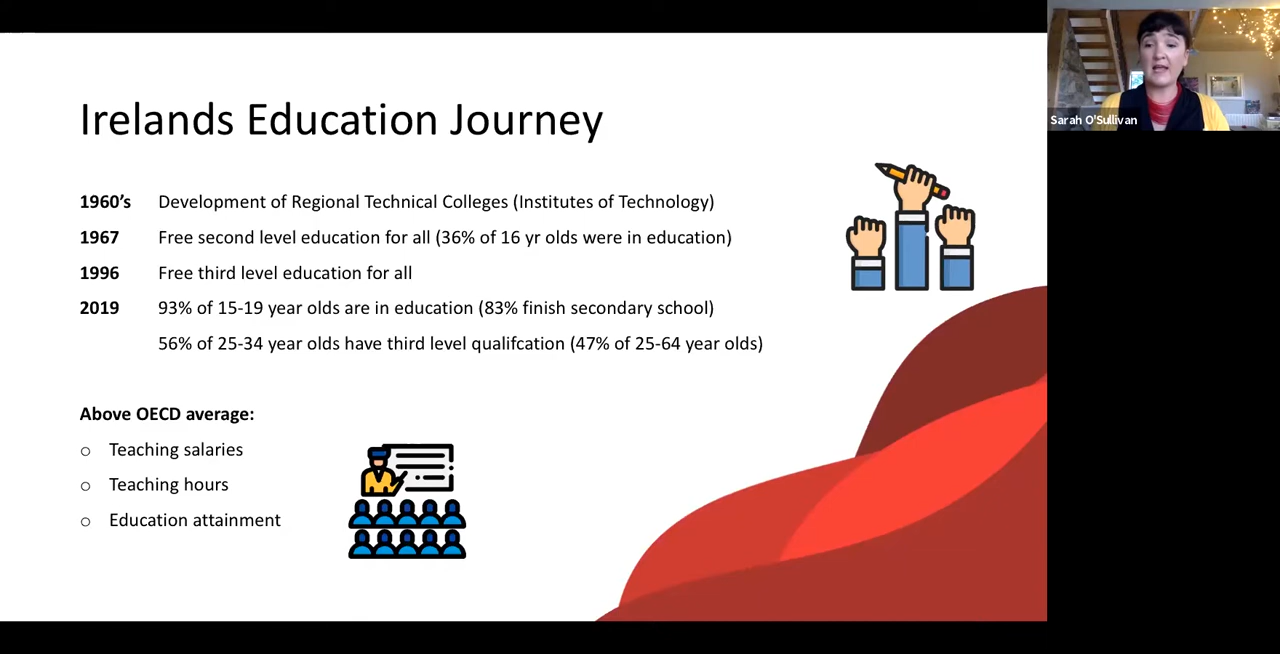 Irelands Education Journey
Sarah O'Sullivan
1960's Development of Regional Technical Colleges (Institutes of Technology)
1967 Free second level education for all (36% of 16 yr olds were in education)
1996 Free third level education for all
2019 93% of 15-19 year olds are in education (83% finish secondary school)
56% of 25-34 year olds have third level qualifcation (47% of 25-64 year olds)
Above OECD average:
o Teaching salaries
o Teaching hours
o Education attainment